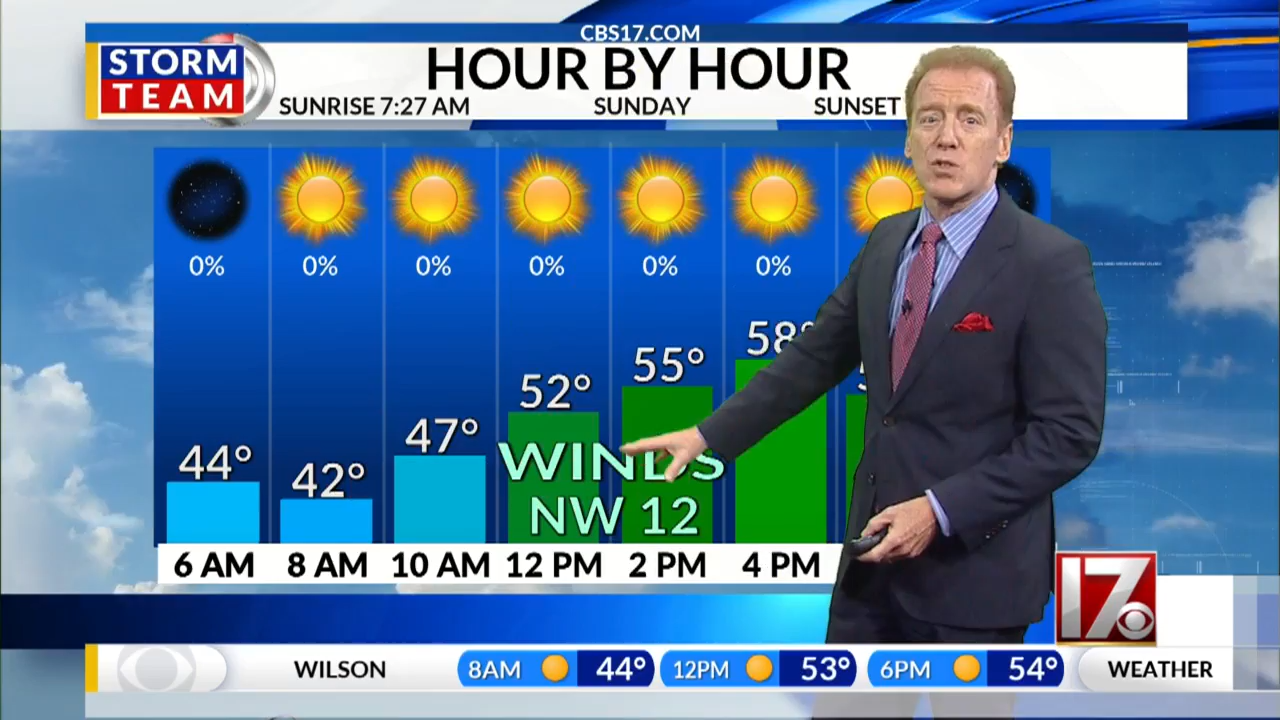 CBS17.COM
STORM
TEAM
HOUR BY HOUR
SUNRISE 7:27 AM
SUNDAY
SUNSET
0% 0% 0% 0% 0% 0%
44° 42° 47° 52° 55° 58°
WINDS
NW 12
6 AM 8 AM 10 AM 12 PM 2 PM 4 PM
17
WILSON 8AM 44° 12PM 53° 6PM 54° WEATHER